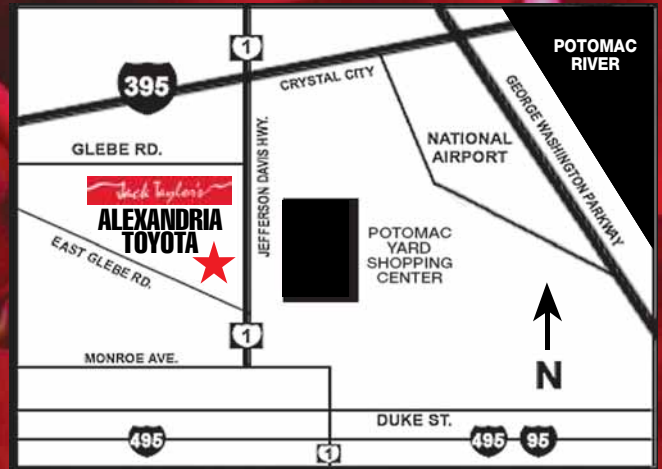 1
POTOMAC
RIVER
395
CRYSTAL CITY
GEORGE WASHINGTON PARKWAY
GLEBE RD.
JEFFERSON DAVIS HWY.
NATIONAL
AIRPORT
Jack Taylor's
ALEXANDRIA
TOYOTA
EAST GLEBE RD.
POTOMAC
YARD
SHOPPING
CENTER
1
MONROE AVE.
N
DUKE ST.
495
1
495
95